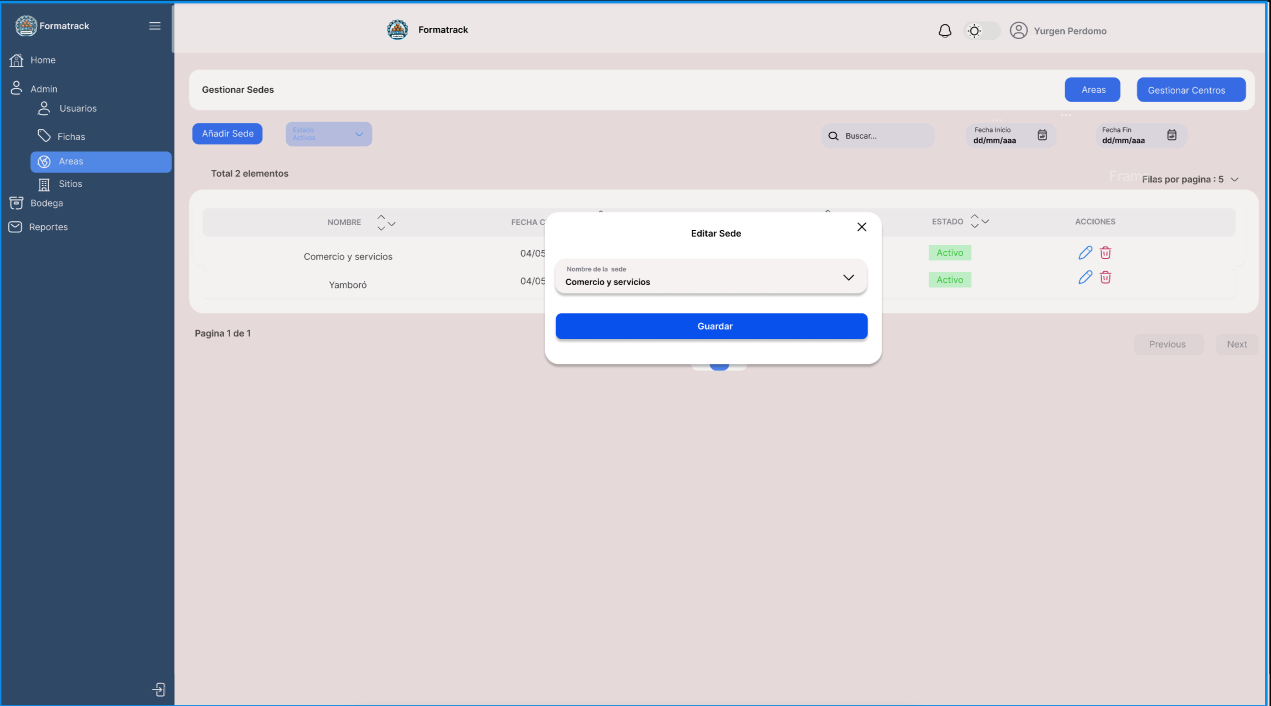 Formatrack
Home
Admin
Usuarios
Fichas
Areas
Sitios
Bodega
Reportes
Formatrack
Yurgen Perdomo
Gestionar Sedes
Areas
Gestionar Centros
Añadir Sede
Estado
Activos
Buscar...
Fecha Inicio
dd/mm/aaa
Fecha Fin
dd/mm/aaa
Total 2 elementos
Filas por pagina : 5
NOMBRE
FECHA C
ESTADO
ACCIONES
Comercio y servicios
04/05
Activo
Yamboró
04/05
Activo
Editar Sede
Nombre de la sede
Comercio y servicios
Guardar
Pagina 1 de 1
Previous
Next